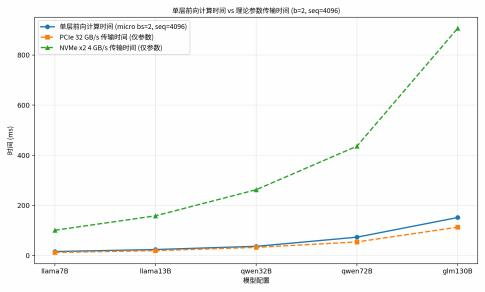 单层前向计算时间 vs 理论参数传输时间 (b=2, seq=4096)
单层前向计算时间 (micro bs=2, seq=4096)
PCIe 32 GB/s 传输时间 (仅参数)
NVMe x2 4 GB/s 传输时间 (仅参数)
时间 (ms)
800
600
400
200
0
llama7B
llama13B
qwen32B
qwen72B
glm130B
模型配置